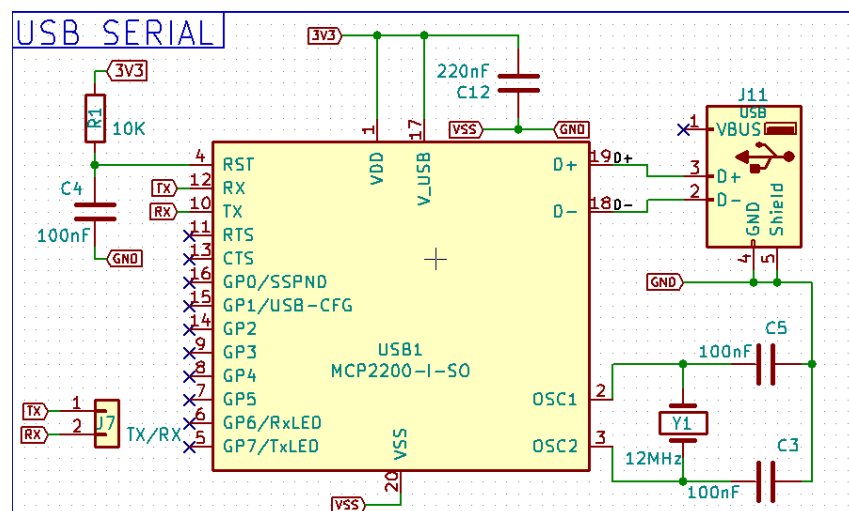 USB SERIAL
3V3
R1
10K
C4
100nF
GND
3V3
220nF
C12
VSS
GND
1
VDD
17
V_USB
4
RST
TX
12
RX
RX
10
TX
11
RTS
13
CTS
16
GP0/SSPND
15
GP1/USB-CFG
14
GP2
9
GP3
8
GP4
7
GP5
6
GP6/RxLED
5
GP7/TxLED
USB1
MCP2200-I-SO
VSS
20
VSS
D+
19
D+
D-
18
D-
OSC1
2
OSC2
3
J11
USB
1
VBUS
3
D+
2
D-
GND
Shield
4
5
GND
C5
100nF
Y1
12MHz
C3
100nF
TX
1
RX
2
J7
TX/RX